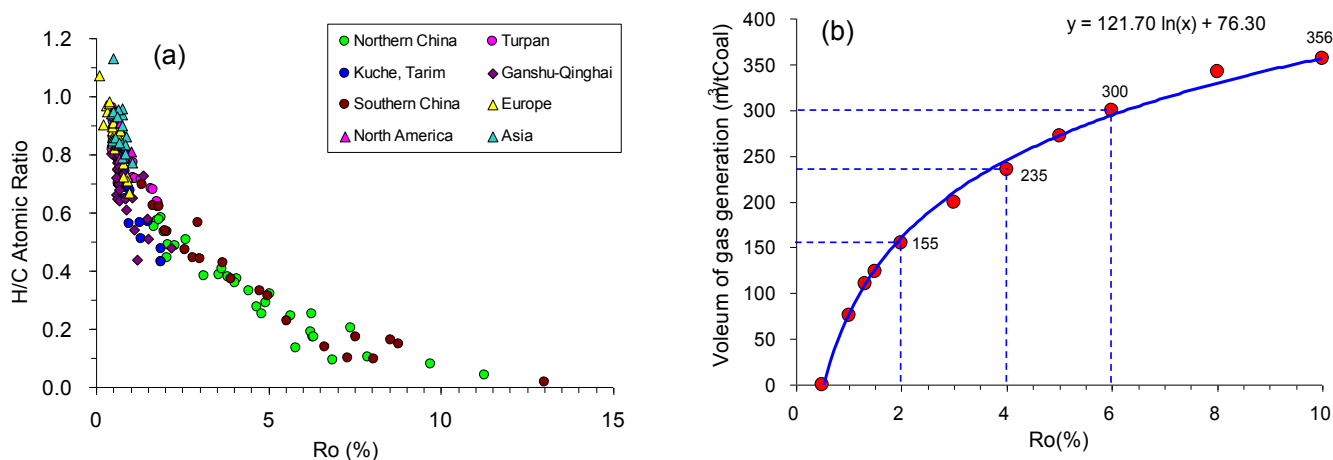 (a)
Northern China
Turpan
Kuche, Tarim
Ganshu-Qinghai
Southern China
Europe
North America
Asia
H/C Atomic Ratio
1.2
1.0
0.8
0.6
0.4
0.2
0.0
0
5
10
15
Ro (%)
(b)
y = 121.70 ln(x) + 76.30
356
300
235
155
Voleum of gas generation (m³/tCoal)
400
350
300
250
200
150
100
50
0
0
2
4
6
8
10
Ro(%)